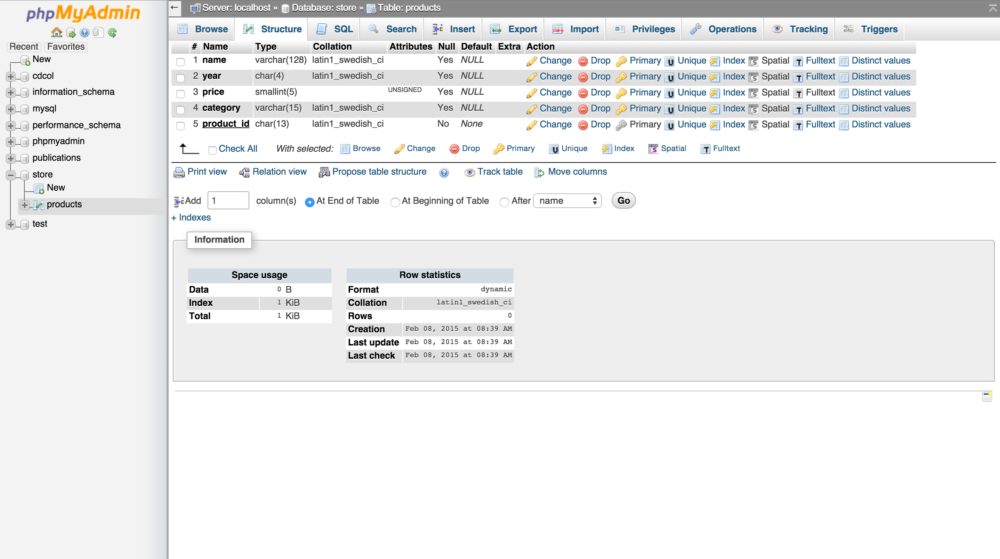 phpMyAdmin
Recent Favorites
New
cdcol
information_schema
mysql
performance_schema
phpmyadmin
publications
store
New
products
test
Server: localhost » Database: store » Table: products
Browse Structure SQL Search Insert Export Import Privileges Operations Tracking Triggers
# Name Type Collation Attributes Null Default Extra Action
1 name varchar(128) latin1_swedish_ci Yes NULL Change Drop Primary Unique Index Spatial Fulltext Distinct values
2 year char(4) latin1_swedish_ci Yes NULL Change Drop Primary Unique Index Spatial Fulltext Distinct values
3 price smallint(5) UNSIGNED Yes NULL Change Drop Primary Unique Index Spatial Fulltext Distinct values
4 category varchar(15) latin1_swedish_ci Yes NULL Change Drop Primary Unique Index Spatial Fulltext Distinct values
5 product_id char(13) latin1_swedish_ci No None Change Drop Primary Unique Index Spatial Fulltext Distinct values
Check All With selected: Browse Change Drop Primary Unique Index Spatial Fulltext
Print view Relation view Propose table structure Track table Move columns
Add 1 column(s) At End of Table At Beginning of Table After name Go
+ Indexes
Information
Space usage
Data 0 B
Index 1 KiB
Total 1 KiB
Row statistics
Format dynamic
Collation latin1_swedish_ci
Rows 0
Creation Feb 08, 2015 at 08:39 AM
Last update Feb 08, 2015 at 08:39 AM
Last check Feb 08, 2015 at 08:39 AM